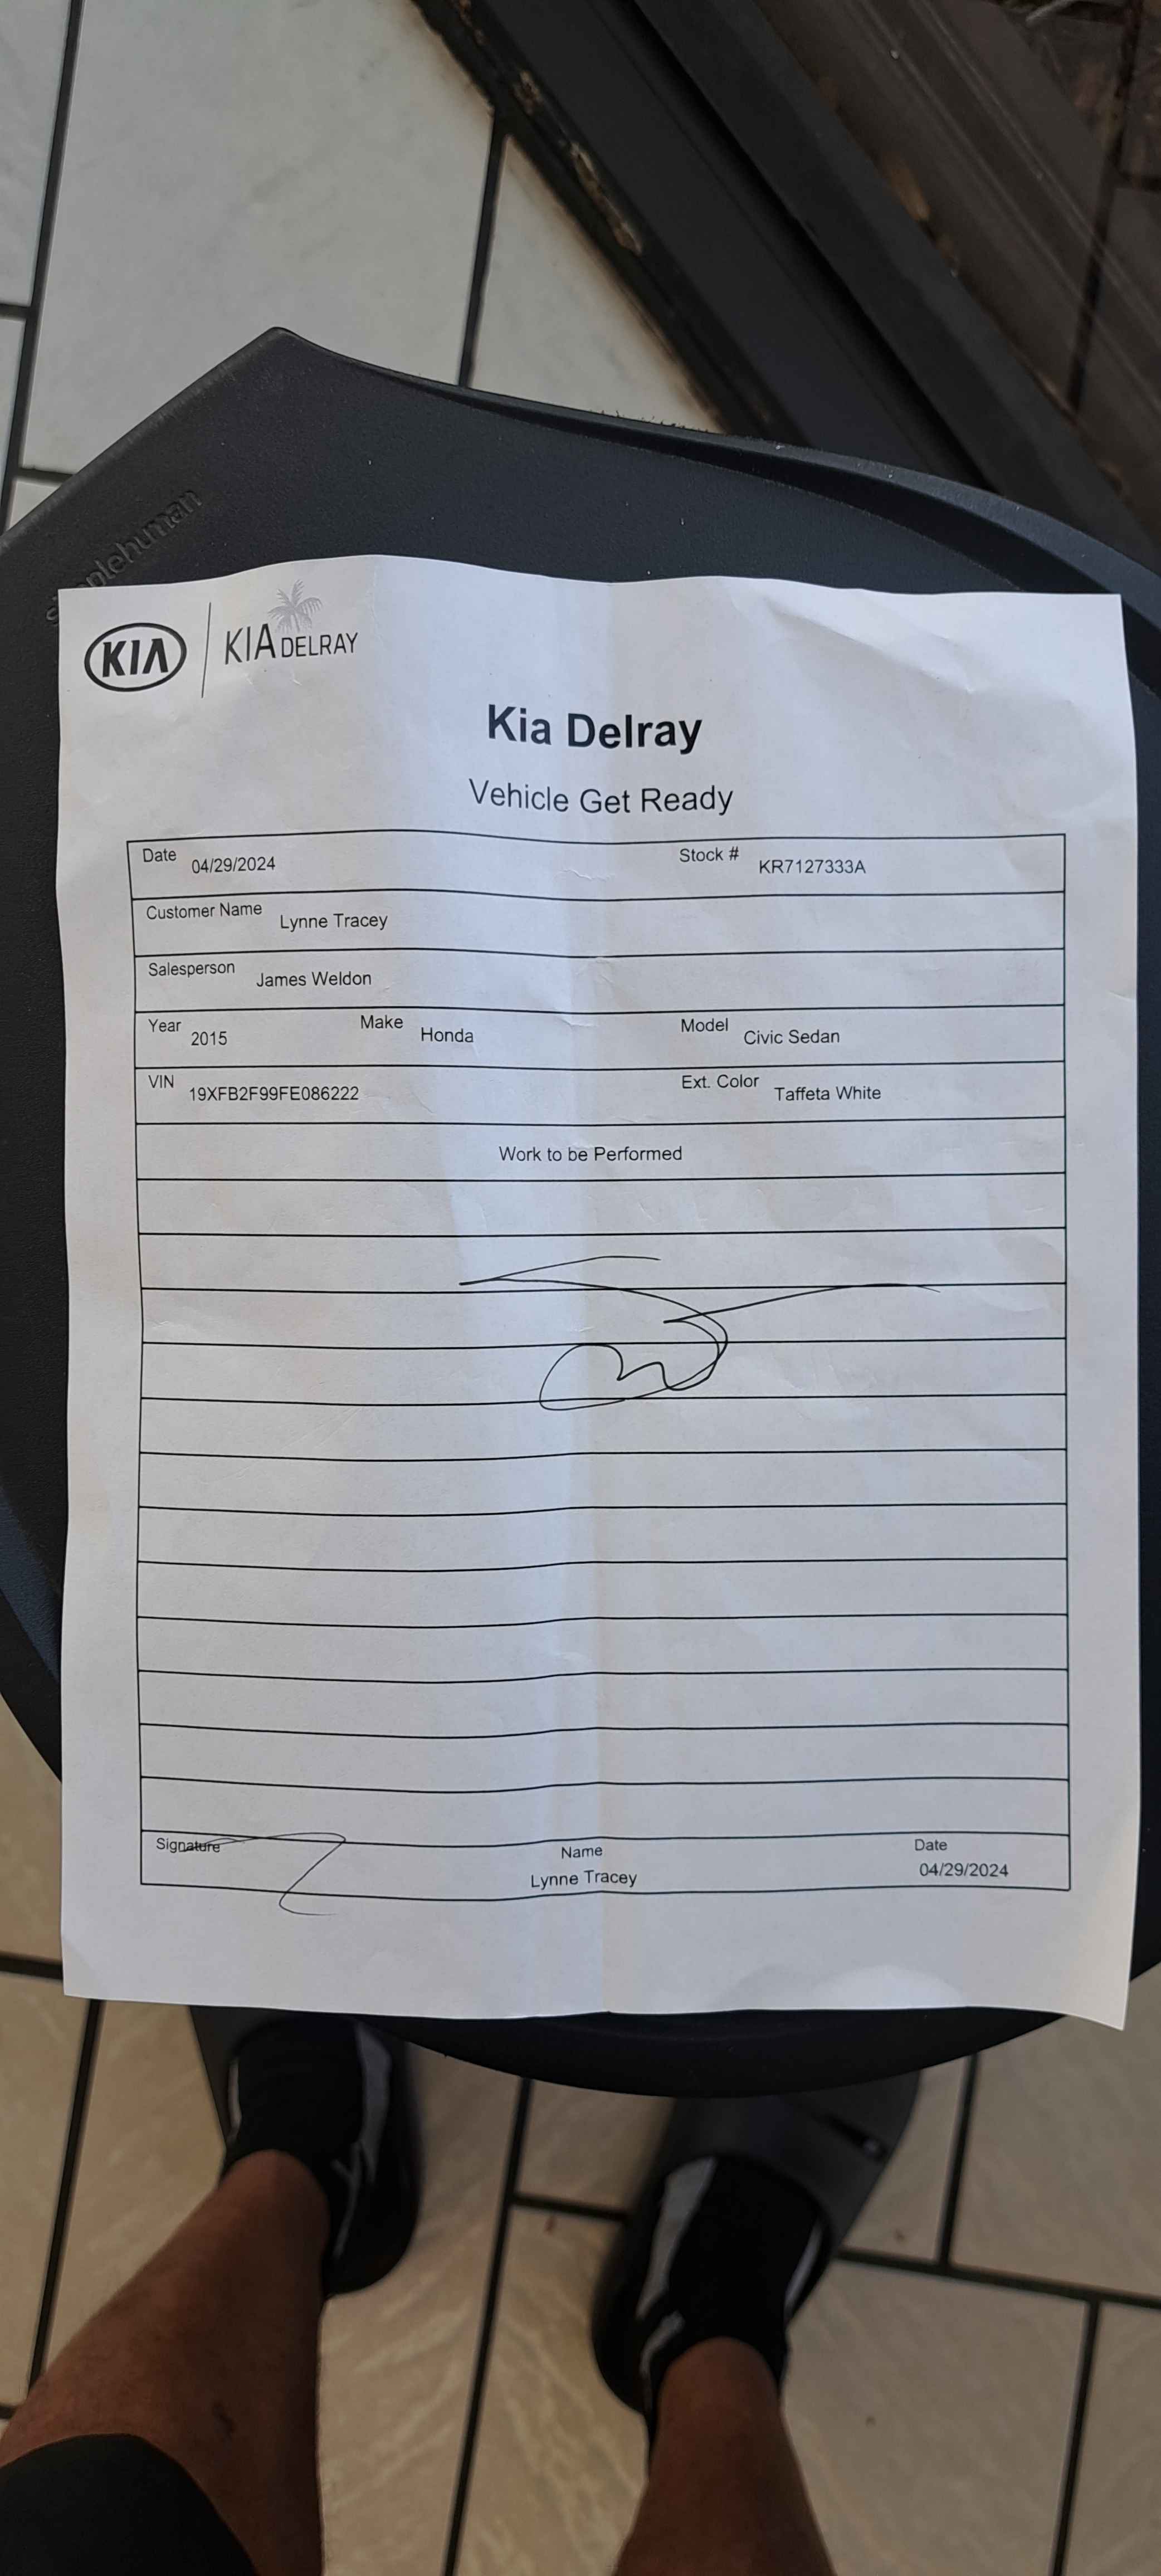 simplehuman
KIA KIA DELRAY
Kia Delray
Vehicle Get Ready
Date 04/29/2024 Stock # KR7127333A
Customer Name Lynne Tracey
Salesperson James Weldon
Year 2015 Make Honda Model Civic Sedan
VIN 19XFB2F99FE086222 Ext. Color Taffeta White
Work to be Performed
Signature Name Date
Lynne Tracey 04/29/2024